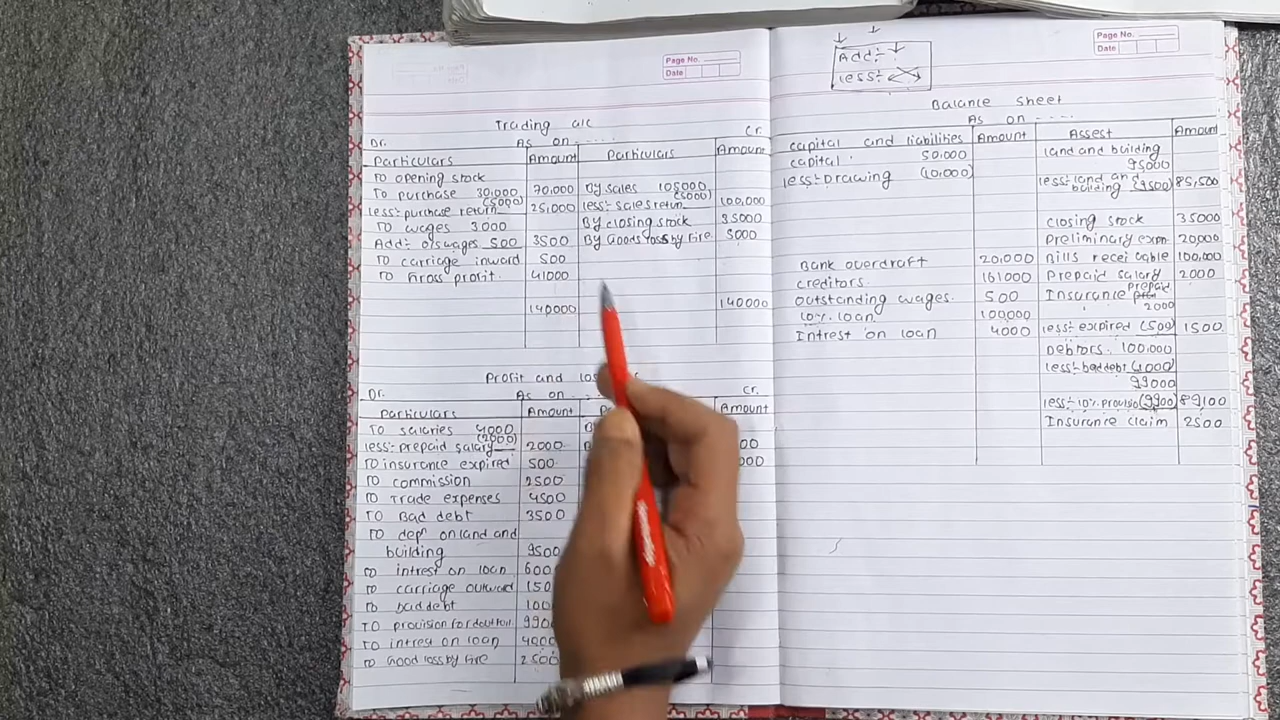 Page No.
Date
Trading a/c
As on .....
Dr. Cr.
Particulars Amount Particulars Amount
To opening stock 70,000 By sales 105000
To purchase 30,000 less:- sales return (5000) 100,000
(5000)
less:- purchase return 25,000 By closing stock 35000
To wages 3000
Add:- o/s wages 500 3500 By Goods loss by fire 5000
To carriage inward 500
To Gross profit. 41000
140000 140000
Profit and
As on
Dr. Cr.
Particulars Amount Amount
To salaries 4000
(2000)
less:- prepaid salary 2000
To insurance expired 500
To commission 2500
To Trade expenses 4500
To Bad debt 3500
To depn on land and
building 9500
To intrest on loan
To carriage outward
To bad debt
To provision for
To intrest on loan
To Good loss by fire
Page No.
Date
Add:-
less:-
Balance sheet
As on ....
capital and liabilities Amount Assest Amount
capital 50,000 land and building
95000
less:- Drawing (10,000) less:- land and
building (9500) 85,500
closing stock 35000
Preliminary expn 20,000
Bank overdraft 20,000 Bills receivable 100,000
creditors. 161000 Prepaid salary 2000
outstanding wages. 500 Insurance prepaid
2000
10% loan 100,000
Intrest on loan 4000 less:- expired (500) 1500
Debtors. 100,000
less:- bad debt (1000)
99000
less:- 10% provisio (9900) 89100
Insurance claim 2500